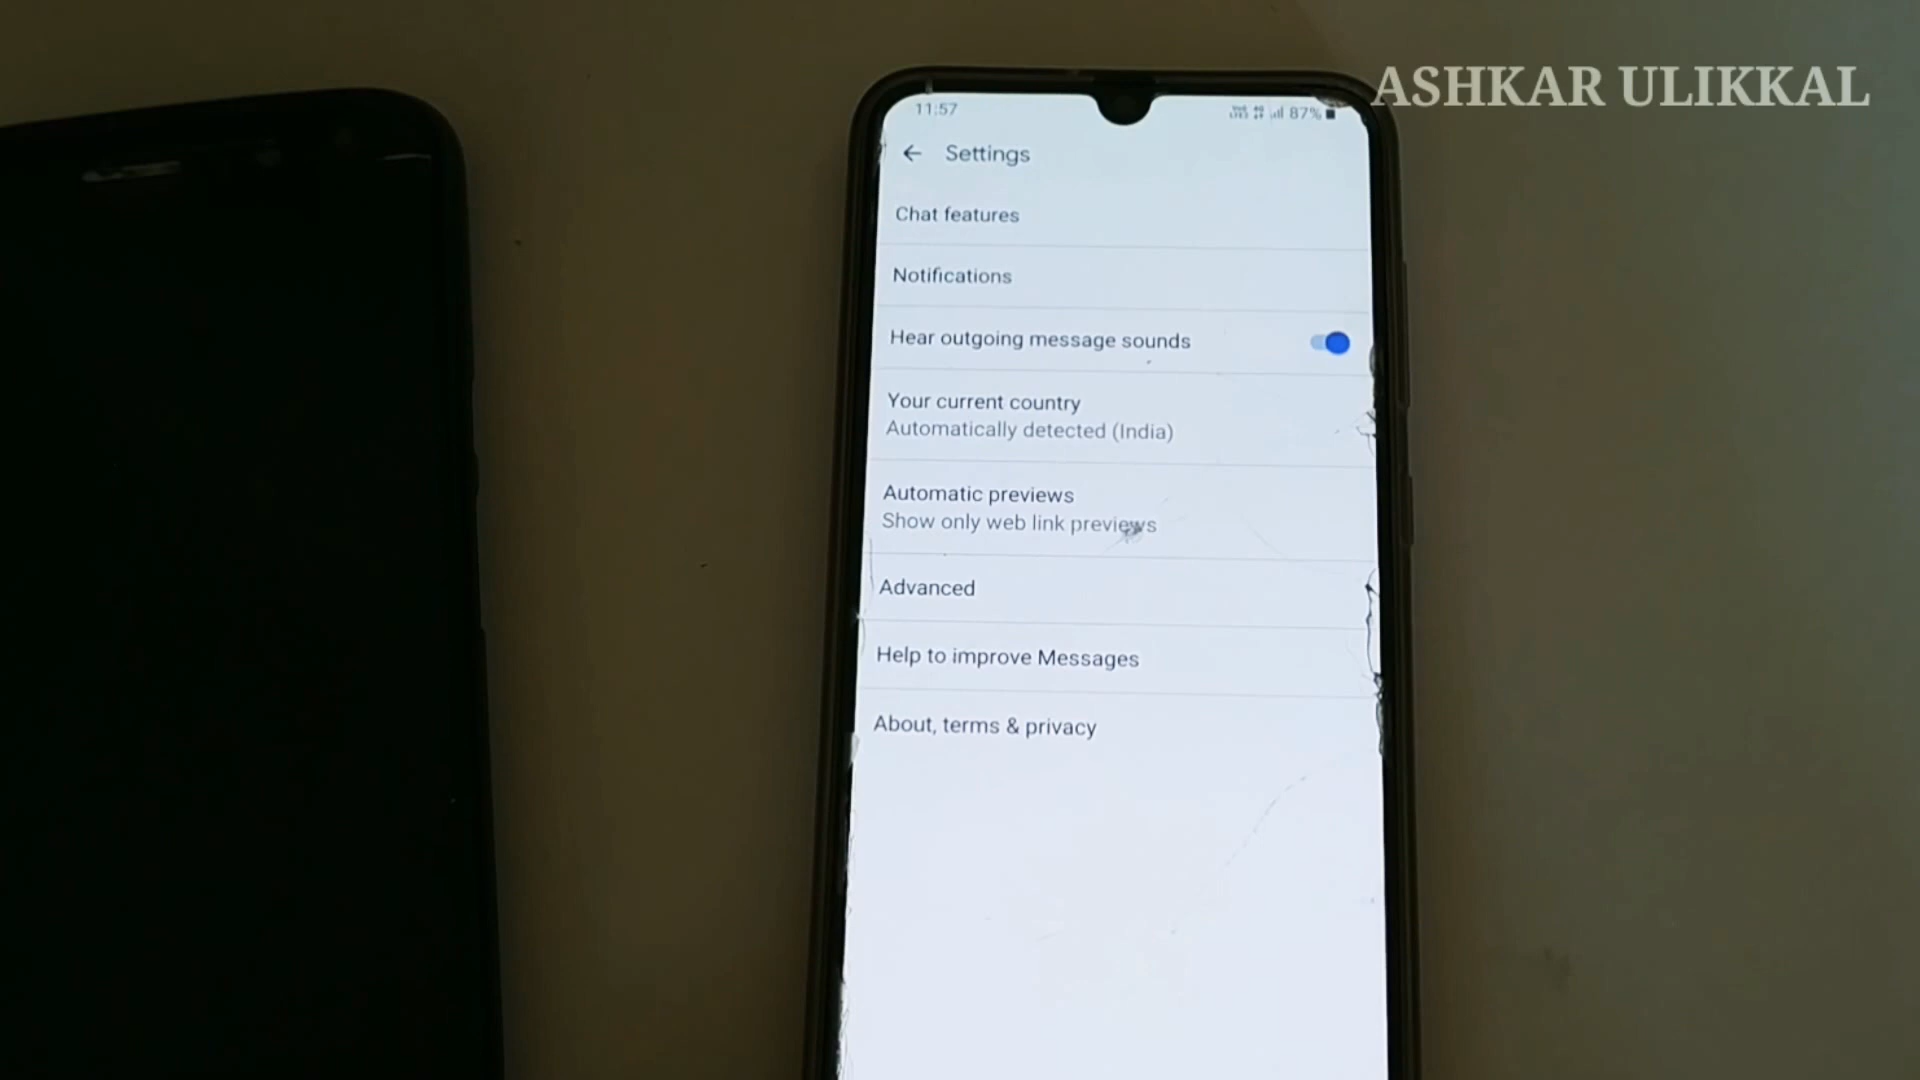 ASHKAR ULIKKAL
11:57
87%
Settings
Chat features
Notifications
Hear outgoing message sounds
Your current country
Automatically detected (India)
Automatic previews
Show only web link previews
Advanced
Help to improve Messages
About, terms & privacy